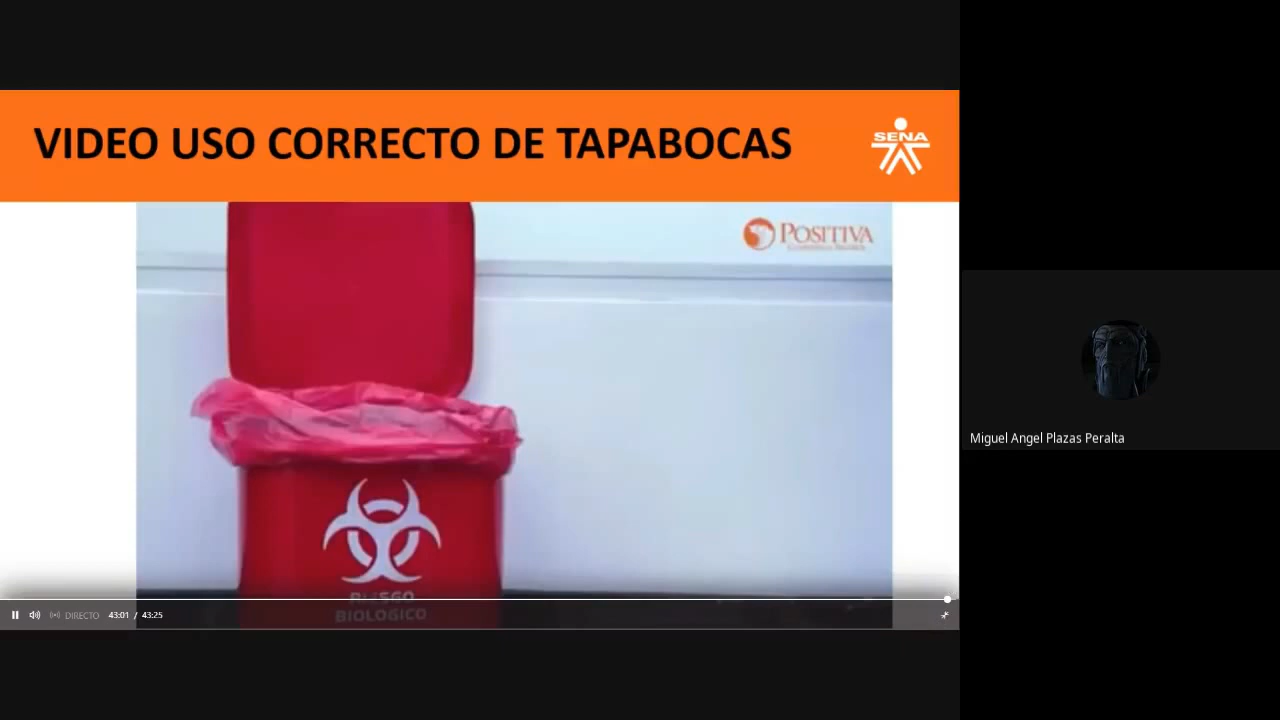 VIDEO USO CORRECTO DE TAPABOCAS
SENA
POSITIVA
RIESGO
BIOLOGICO
DIRECTO 43:01 / 43:25
Miguel Angel Plazas Peralta